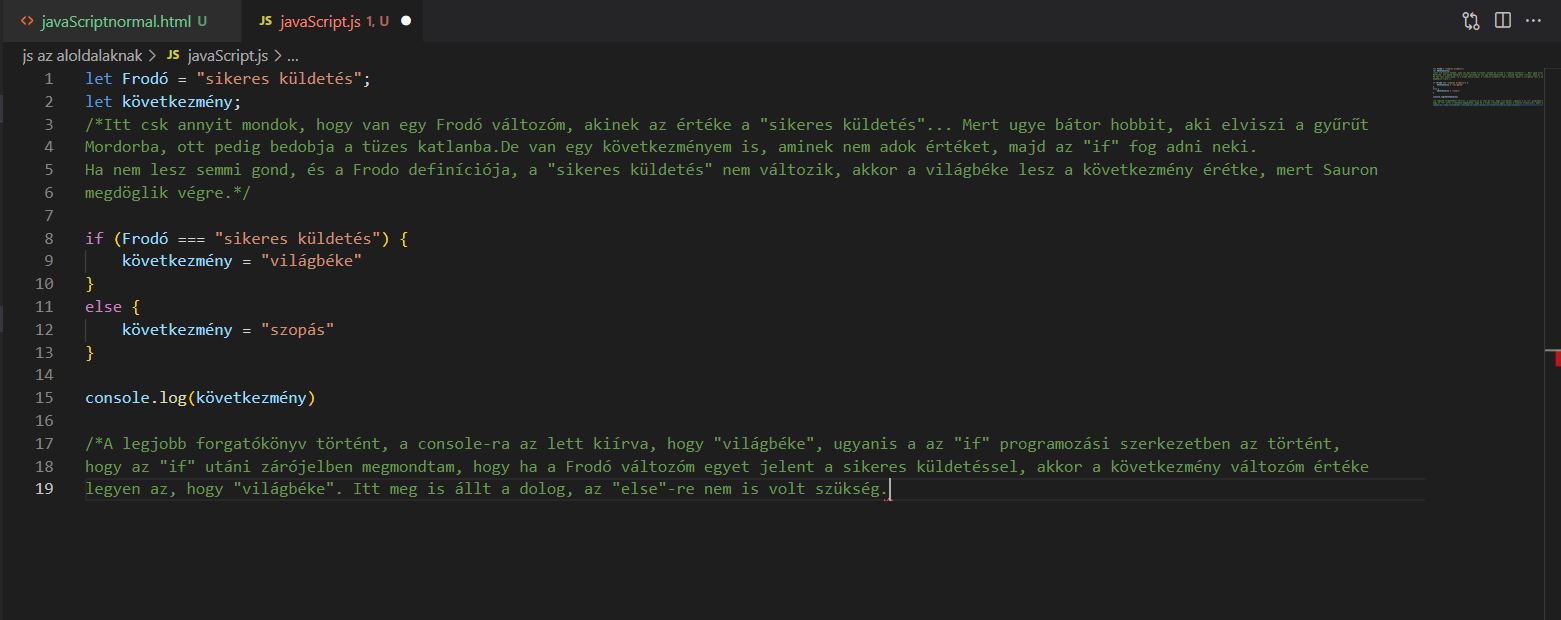 <> javaScriptnormal.html U
JS javaScript.js 1, U
js az aloldalaknak > JS javaScript.js > ...
1 let Frodó = "sikeres küldetés";
2 let következmény;
3 /*Itt csk annyit mondok, hogy van egy Frodó változóm, akinek az értéke a "sikeres küldetés"... Mert ugye bátor hobbit, aki elviszi a gyűrűt
4 Mordorba, ott pedig bedobja a tüzes katlanba.De van egy következményem is, aminek nem adok értéket, majd az "if" fog adni neki.
5 Ha nem lesz semmi gond, és a Frodo definíciója, a "sikeres küldetés" nem változik, akkor a világbéke lesz a következmény érétke, mert Sauron
6 megdöglik végre.*/
7
8 if (Frodó === "sikeres küldetés") {
9 következmény = "világbéke"
10 }
11 else {
12 következmény = "szopás"
13 }
14
15 console.log(következmény)
16
17 /*A legjobb forgatókönyv történt, a console-ra az lett kiírva, hogy "világbéke", ugyanis a az "if" programozási szerkezetben az történt,
18 hogy az "if" utáni zárójelben megmondtam, hogy ha a Frodó változóm egyet jelent a sikeres küldetéssel, akkor a következmény változóm értéke
19 legyen az, hogy "világbéke". Itt meg is állt a dolog, az "else"-re nem is volt szükség.